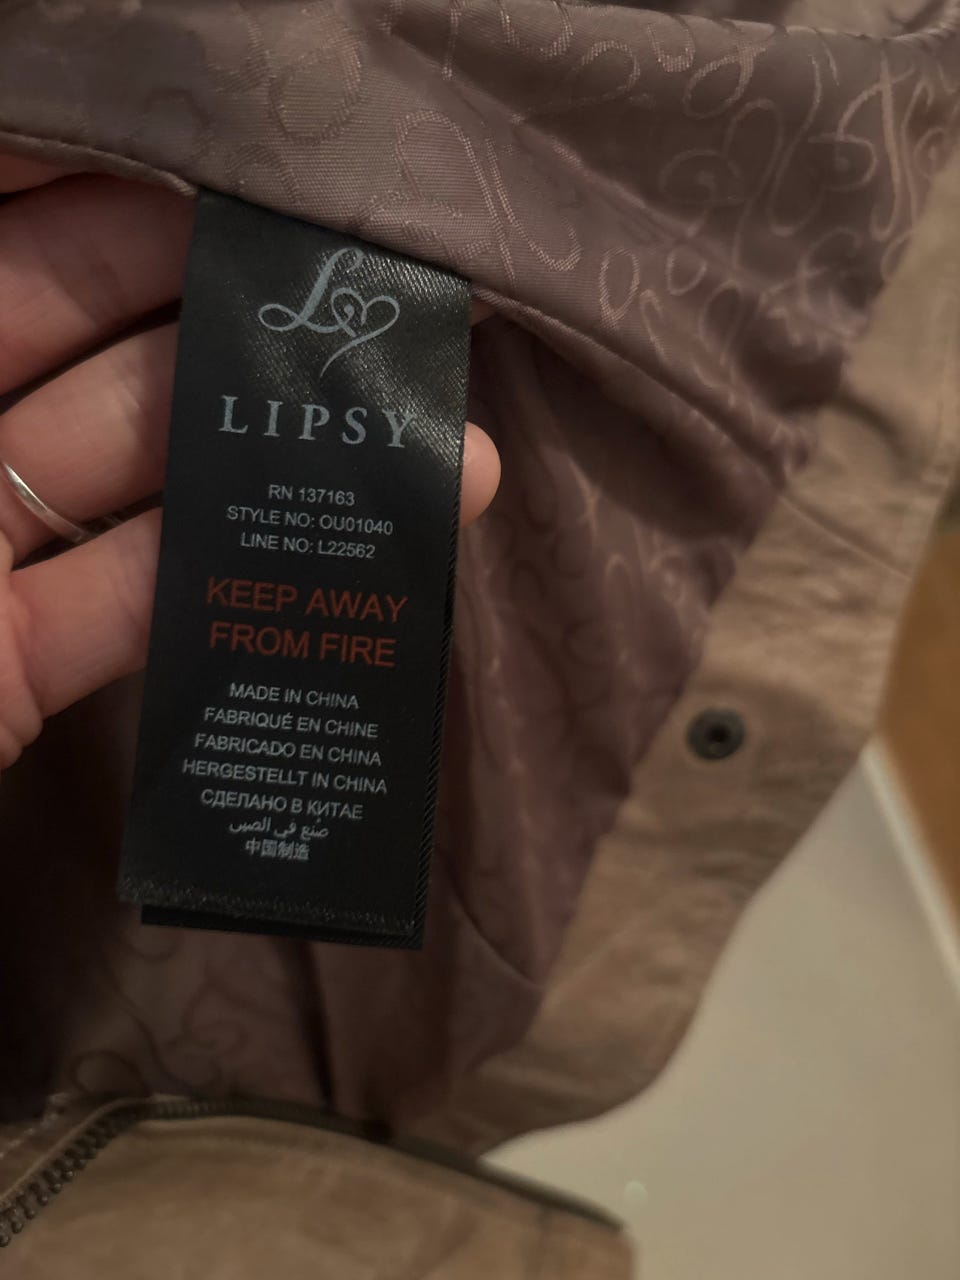 LIPSY
RN 137163
STYLE NO: OU01040
LINE NO: L22562
KEEP AWAY
FROM FIRE
MADE IN CHINA
FABRIQUÉ EN CHINE
FABRICADO EN CHINA
HERGESTELLT IN CHINA
СДЕЛАНО В КИТАЕ
صُنع في الصين
中国制造